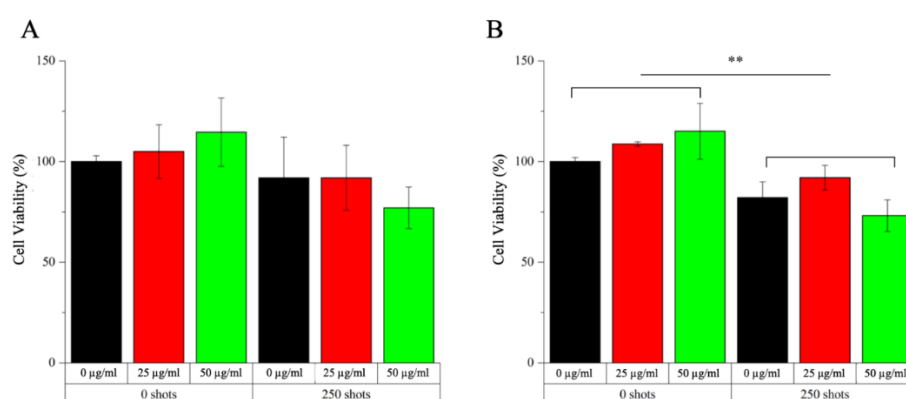 A
Cell Viability (%)
150
100
50
0
0 µg/ml 25 µg/ml 50 µg/ml 0 µg/ml 25 µg/ml 50 µg/ml
0 shots 250 shots
B
**
Cell Viability (%)
150
100
50
0
0 µg/ml 25 µg/ml 50 µg/ml 0 µg/ml 25 µg/ml 50 µg/ml
0 shots 250 shots